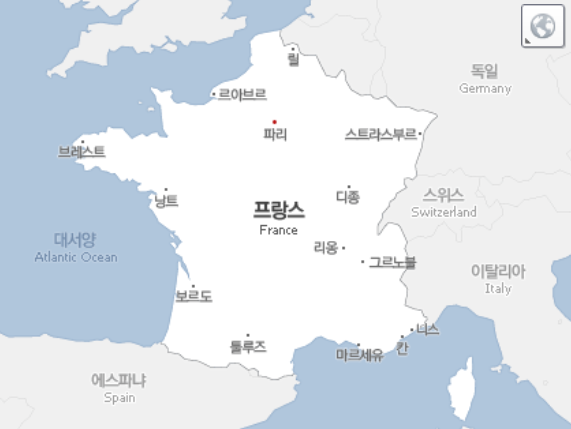 릴
독일
Germany
르아브르
파리
스트라스부르
브레스트
낭트
디종
스위스
Switzerland
프랑스
France
대서양
Atlantic Ocean
리옹
그르노블
이탈리아
Italy
보르도
니스
툴루즈
마르세유
칸
에스파냐
Spain